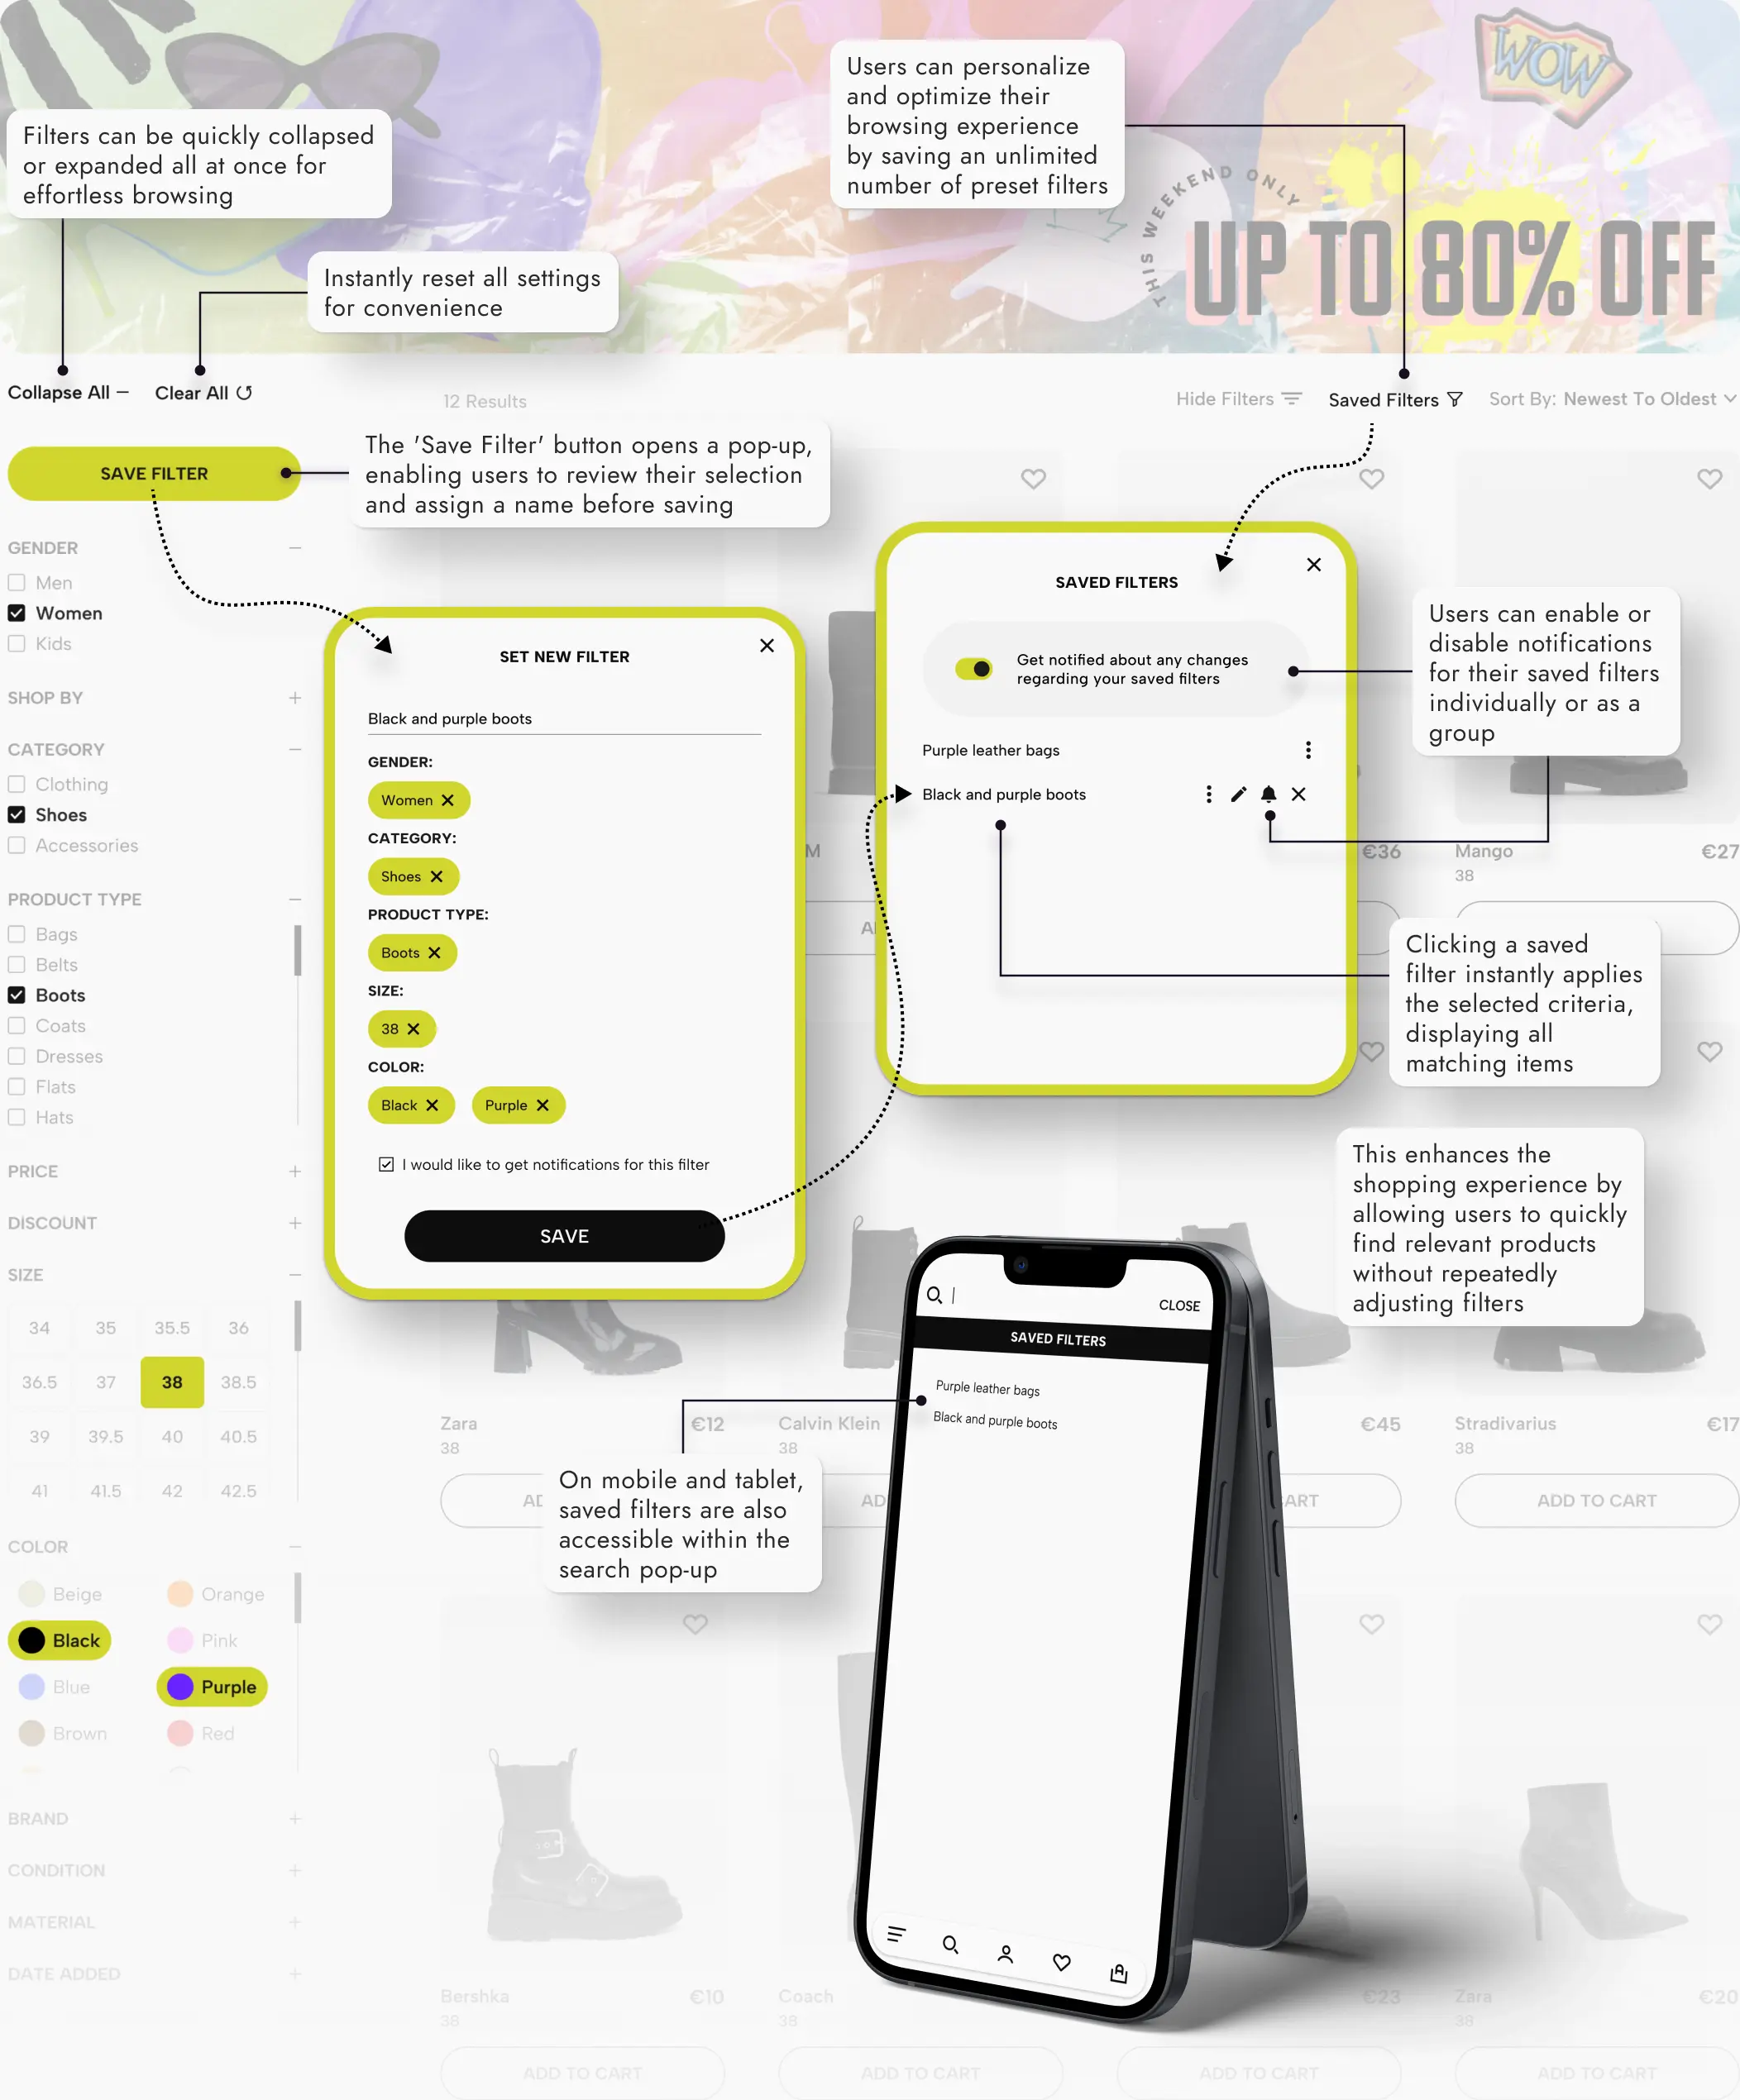 WOW
THIS WEEKEND ONLY
UP TO 80% OFF
Users can personalize
and optimize their
browsing experience
by saving an unlimited
number of preset filters
Filters can be quickly collapsed
or expanded all at once for
effortless browsing
Instantly reset all settings
for convenience
Collapse All
Clear All
12 Results
Hide Filters
Saved Filters
Sort By: Newest To Oldest
The 'Save Filter' button opens a pop-up,
enabling users to review their selection
and assign a name before saving
SAVE FILTER
GENDER
Men
Women
Kids
SHOP BY
CATEGORY
Clothing
Shoes
Accessories
PRODUCT TYPE
Bags
Belts
Boots
Coats
Dresses
Flats
Hats
PRICE
DISCOUNT
SIZE
34 35 35.5 36
36.5 37 38 38.5
39 39.5 40 40.5
41 41.5 42 42.5
COLOR
Beige Orange
Black Pink
Blue Purple
Brown Red
BRAND
CONDITION
MATERIAL
DATE ADDED
SET NEW FILTER
Black and purple boots
GENDER:
Women
CATEGORY:
Shoes
PRODUCT TYPE:
Boots
SIZE:
38
COLOR:
Black Purple
I would like to get notifications for this filter
SAVE
SAVED FILTERS
Get notified about any changes
regarding your saved filters
Purple leather bags
Black and purple boots
Users can enable or
disable notifications
for their saved filters
individually or as a
group
M €36 Mango €27
38
Clicking a saved
filter instantly applies
the selected criteria,
displaying all
matching items
This enhances the
shopping experience by
allowing users to quickly
find relevant products
without repeatedly
adjusting filters
CLOSE
SAVED FILTERS
Purple leather bags
Black and purple boots
Zara €12 Calvin Klein €45 Stradivarius €17
38 38 38
AD AD CART ADD TO CART
On mobile and tablet,
saved filters are also
accessible within the
search pop-up
Bershka €10 Coach €23 Zara €20
38 38 38
ADD TO CART ADD TO CART ADD TO CART ADD TO CART